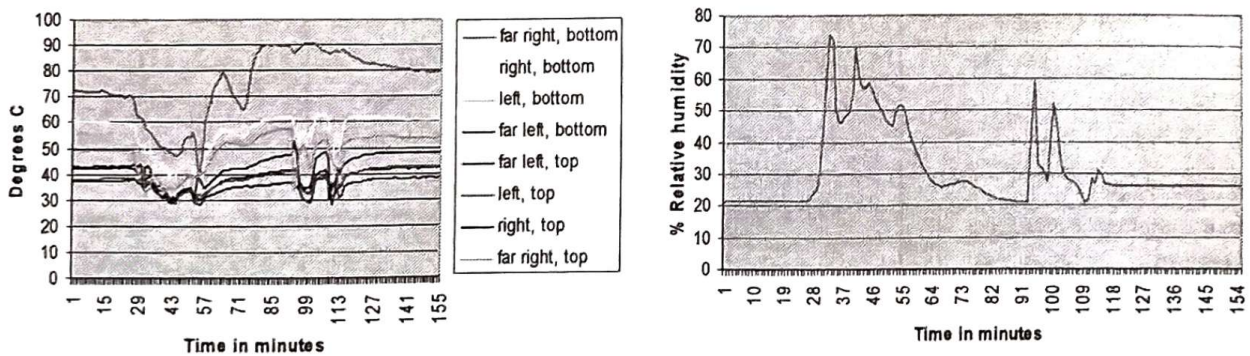 100
90
80
70
60
50
40
30
20
10
0
Degrees C
1 15 29 43 57 71 85 99 113 127 141 155
Time in minutes
far right, bottom
right, bottom
left, bottom
far left, bottom
far left, top
left, top
right, top
far right, top
80
70
60
50
40
30
20
10
0
% Relative humidity
1 10 19 28 37 46 55 64 73 82 91 100 109 118 127 136 145 154
Time in minutes